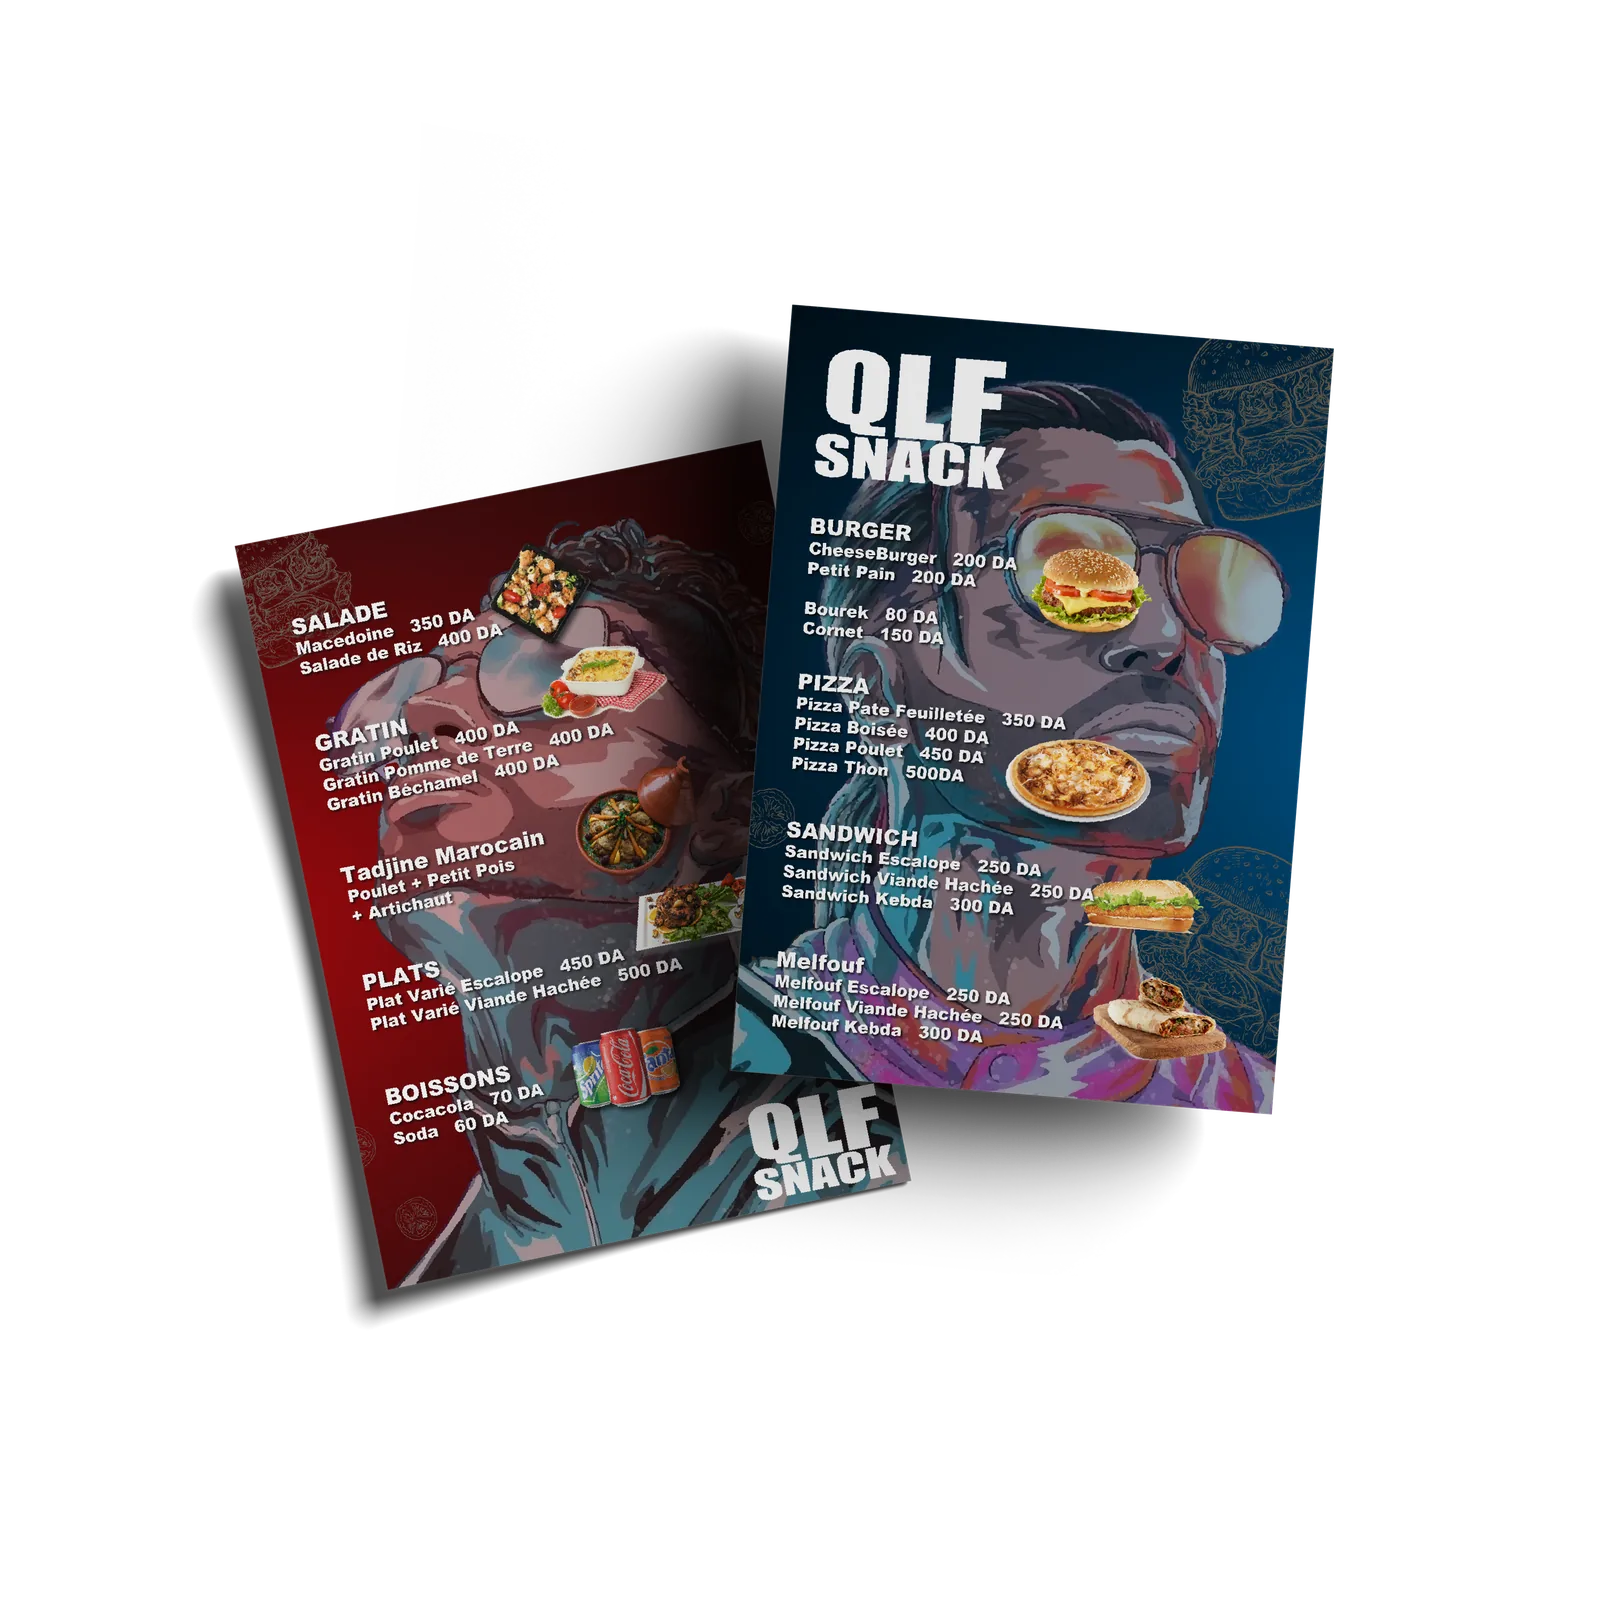 SALADE
Macedoine 350 DA
Salade de Riz 400 DA
GRATIN
Gratin Poulet 400 DA
Gratin Pomme de Terre 400 DA
Gratin Béchamel 400 DA
Tadjine Marocain
Poulet + Petit Pois
+ Artichaut
PLATS
Plat Varié Escalope 450 DA
Plat Varié Viande Hachée 500 DA
BOISSONS
Cocacola 70 DA
Soda 60 DA
Sprite
Coca-Cola
Fanta
QLF
SNACK
QLF
SNACK
BURGER
CheeseBurger 200 DA
Petit Pain 200 DA
Bourek 80 DA
Cornet 150 DA
PIZZA
Pizza Pate Feuilletée 350 DA
Pizza Boisée 400 DA
Pizza Poulet 450 DA
Pizza Thon 500DA
SANDWICH
Sandwich Escalope 250 DA
Sandwich Viande Hachée 250 DA
Sandwich Kebda 300 DA
Melfouf
Melfouf Escalope 250 DA
Melfouf Viande Hachée 250 DA
Melfouf Kebda 300 DA